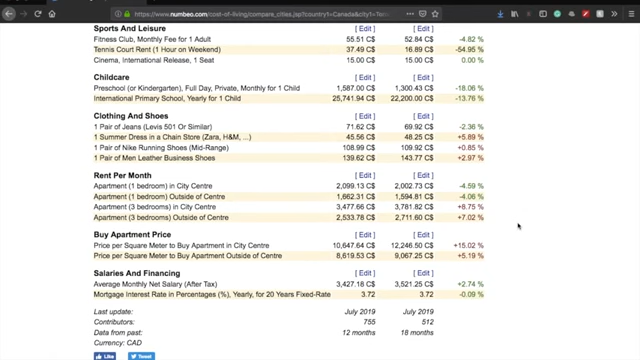 https://www.numbeo.com/cost-of-living/compare_cities.jsp?country1=Canada&city1=Tor
Sports And Leisure [ Edit ] [ Edit ]
Fitness Club, Monthly Fee for 1 Adult 55.51 C$ 52.84 C$ -4.82 %
Tennis Court Rent (1 Hour on Weekend) 37.49 C$ 16.89 C$ -54.95 %
Cinema, International Release, 1 Seat 15.00 C$ 15.00 C$ 0.00 %
Childcare [ Edit ] [ Edit ]
Preschool (or Kindergarten), Full Day, Private, Monthly for 1 Child 1,587.00 C$ 1,300.43 C$ -18.06 %
International Primary School, Yearly for 1 Child 25,741.94 C$ 22,200.00 C$ -13.76 %
Clothing And Shoes [ Edit ] [ Edit ]
1 Pair of Jeans (Levis 501 Or Similar) 71.62 C$ 69.92 C$ -2.36 %
1 Summer Dress in a Chain Store (Zara, H&M, ...) 45.56 C$ 48.25 C$ +5.89 %
1 Pair of Nike Running Shoes (Mid-Range) 108.99 C$ 109.92 C$ +0.85 %
1 Pair of Men Leather Business Shoes 139.62 C$ 143.77 C$ +2.97 %
Rent Per Month [ Edit ] [ Edit ]
Apartment (1 bedroom) in City Centre 2,099.13 C$ 2,002.73 C$ -4.59 %
Apartment (1 bedroom) Outside of Centre 1,662.31 C$ 1,594.81 C$ -4.06 %
Apartment (3 bedrooms) in City Centre 3,477.66 C$ 3,781.82 C$ +8.75 %
Apartment (3 bedrooms) Outside of Centre 2,533.78 C$ 2,711.60 C$ +7.02 %
Buy Apartment Price [ Edit ] [ Edit ]
Price per Square Meter to Buy Apartment in City Centre 10,647.64 C$ 12,246.50 C$ +15.02 %
Price per Square Meter to Buy Apartment Outside of Centre 8,619.53 C$ 9,067.25 C$ +5.19 %
Salaries And Financing [ Edit ] [ Edit ]
Average Monthly Net Salary (After Tax) 3,427.18 C$ 3,521.25 C$ +2.74 %
Mortgage Interest Rate in Percentages (%), Yearly, for 20 Years Fixed-Rate 3.72 3.72 -0.09 %
Last update: July 2019 July 2019
Contributors: 755 512
Data from past: 12 months 18 months
Currency: CAD
Like Tweet